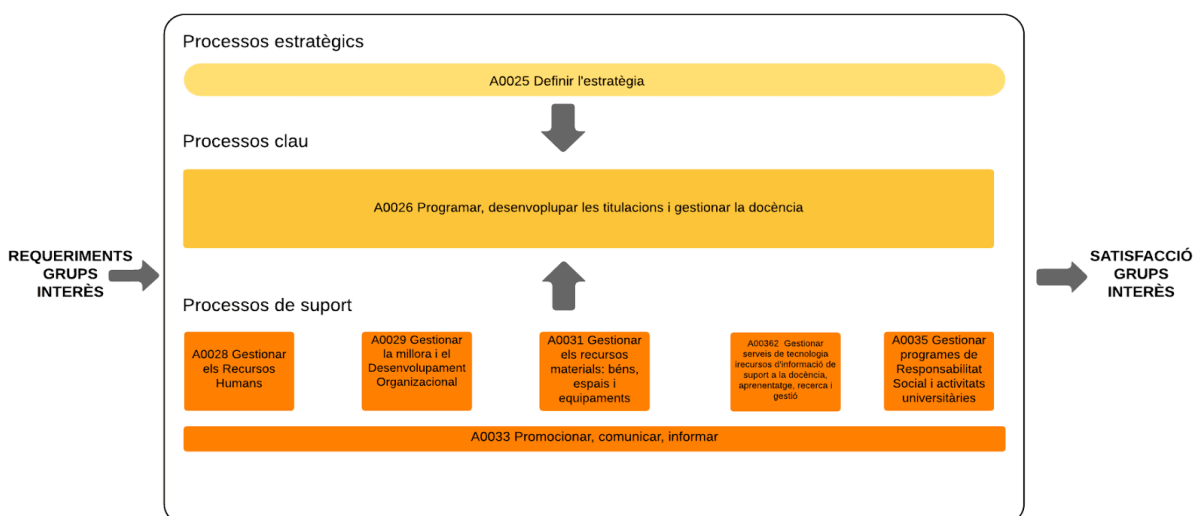 Processos estratègics
A0025 Definir l'estratègia
Processos clau
A0026 Programar, desenvoplupar les titulacions i gestionar la docència
REQUERIMENTS
GRUPS
INTERÈS
SATISFACCIÓ
GRUPS
INTERÈS
Processos de suport
A0028 Gestionar
els Recursos
Humans
A0029 Gestionar
la millora i el
Desenvolupament
Organizacional
A0031 Gestionar
els recursos
materials: béns,
espais i
equipaments
A00362 Gestionar
serveis de tecnologia
irecursos d'informació de
suport a la docència,
aprenentatge, recerca i
gestió
A0035 Gestionar
programes de
Responsabilitat
Social i activitats
universitàries
A0033 Promocionar, comunicar, informar